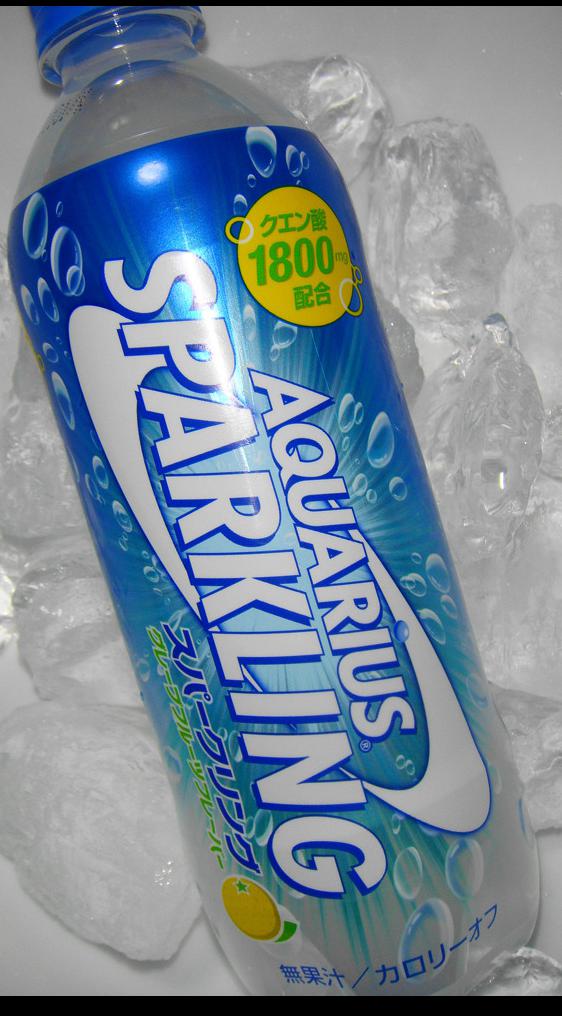 クエン酸
1800mg
配合
AQUARIUS®
SPARKLING
スパークリング
グレープフルーツフレーバー
無果汁／カロリーオフ